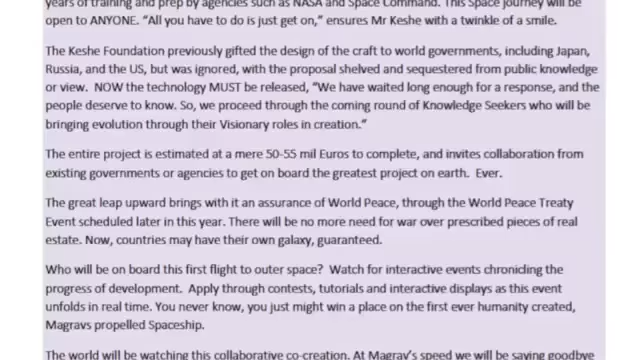 years of training and prep by agencies such as NASA and Space Command. This Space journey will be
open to ANYONE. “All you have to do is just get on,” ensures Mr Keshe with a twinkle of a smile.
The Keshe Foundation previously gifted the design of the craft to world governments, including Japan,
Russia, and the US, but was ignored, with the proposal shelved and sequestered from public knowledge
or view.  NOW the technology MUST be released, “We have waited long enough for a response, and the
people deserve to know. So, we proceed through the coming round of Knowledge Seekers who will be
bringing evolution through their Visionary roles in creation.”
The entire project is estimated at a mere 50-55 mil Euros to complete, and invites collaboration from
existing governments or agencies to get on board the greatest project on earth.  Ever.
The great leap upward brings with it an assurance of World Peace, through the World Peace Treaty
Event scheduled later in this year. There will be no more need for war over prescribed pieces of real
estate. Now, countries may have their own galaxy, guaranteed.
Who will be on board this first flight to outer space?  Watch for interactive events chronicling the
progress of development.  Apply through contests, tutorials and interactive displays as this event
unfolds in real time. You never know, you just might win a place on the first ever humanity created,
Magravs propelled Spaceship.
The world will be watching this collaborative co-creation. At Magrav’s speed we will be saying goodbye